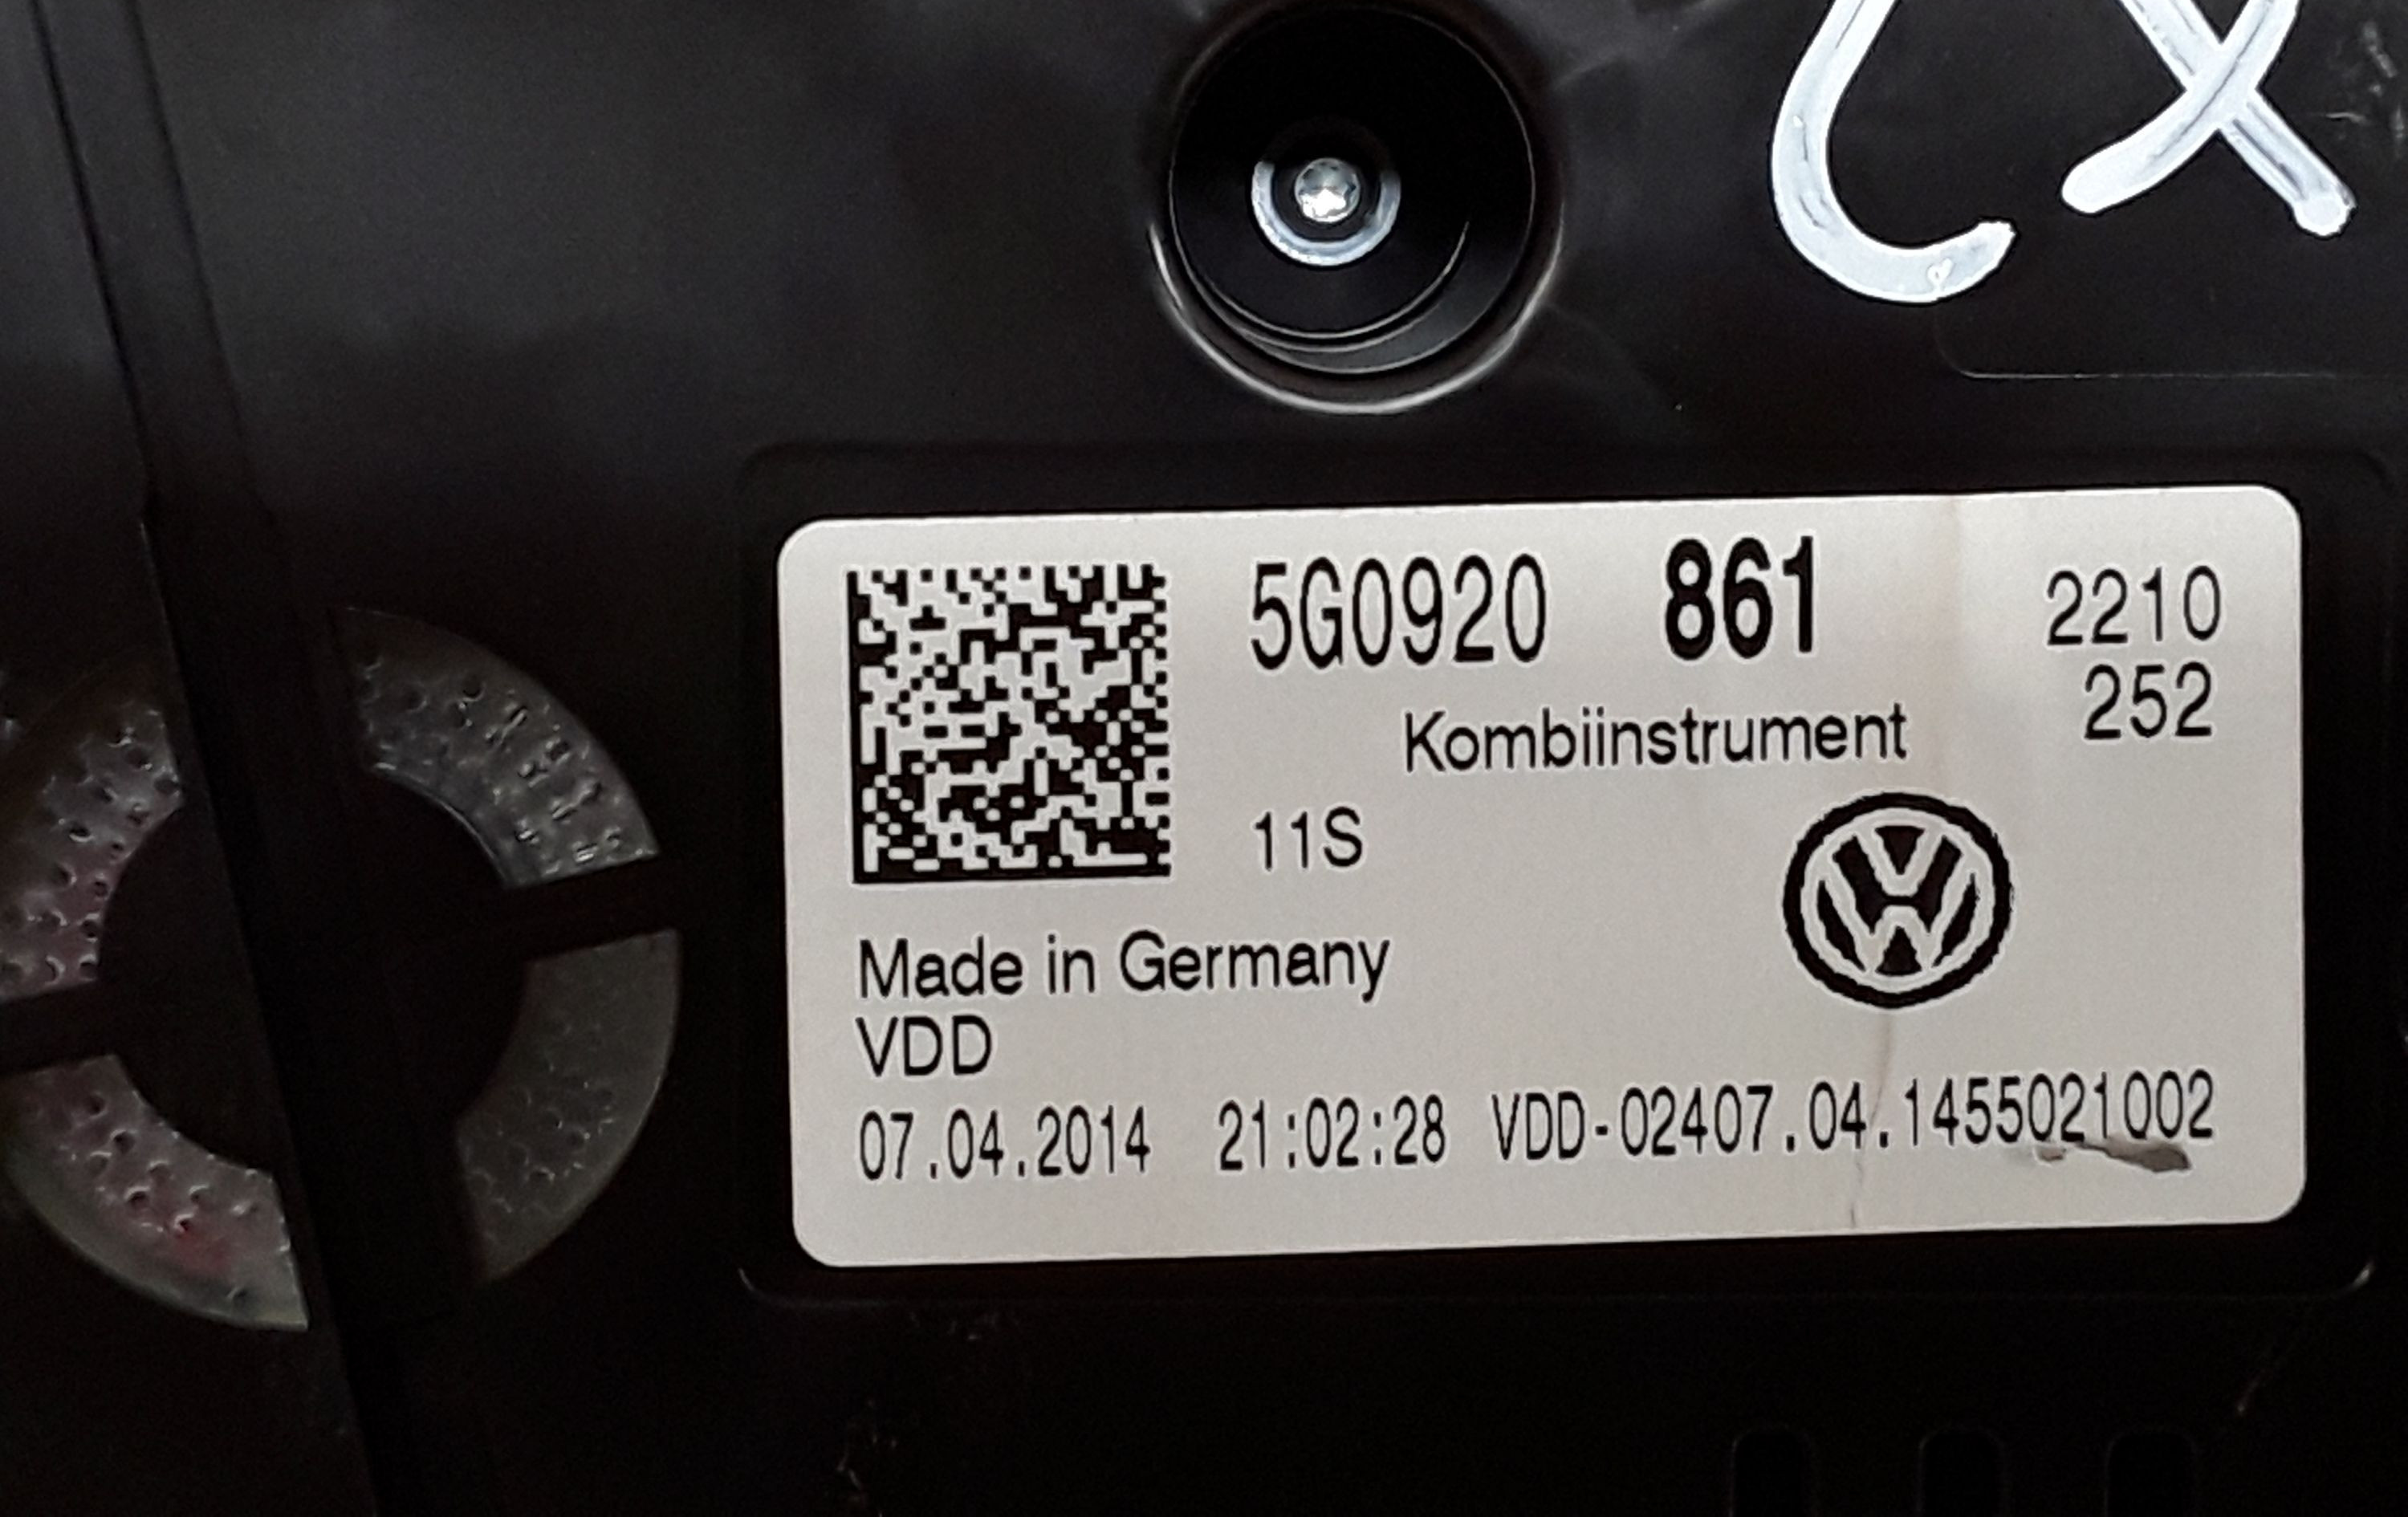 CX
5G0920 861 2210
252
Kombiinstrument
11S
Made in Germany
VDD
07.04.2014 21:02:28 VDD-02407.04.1455021002